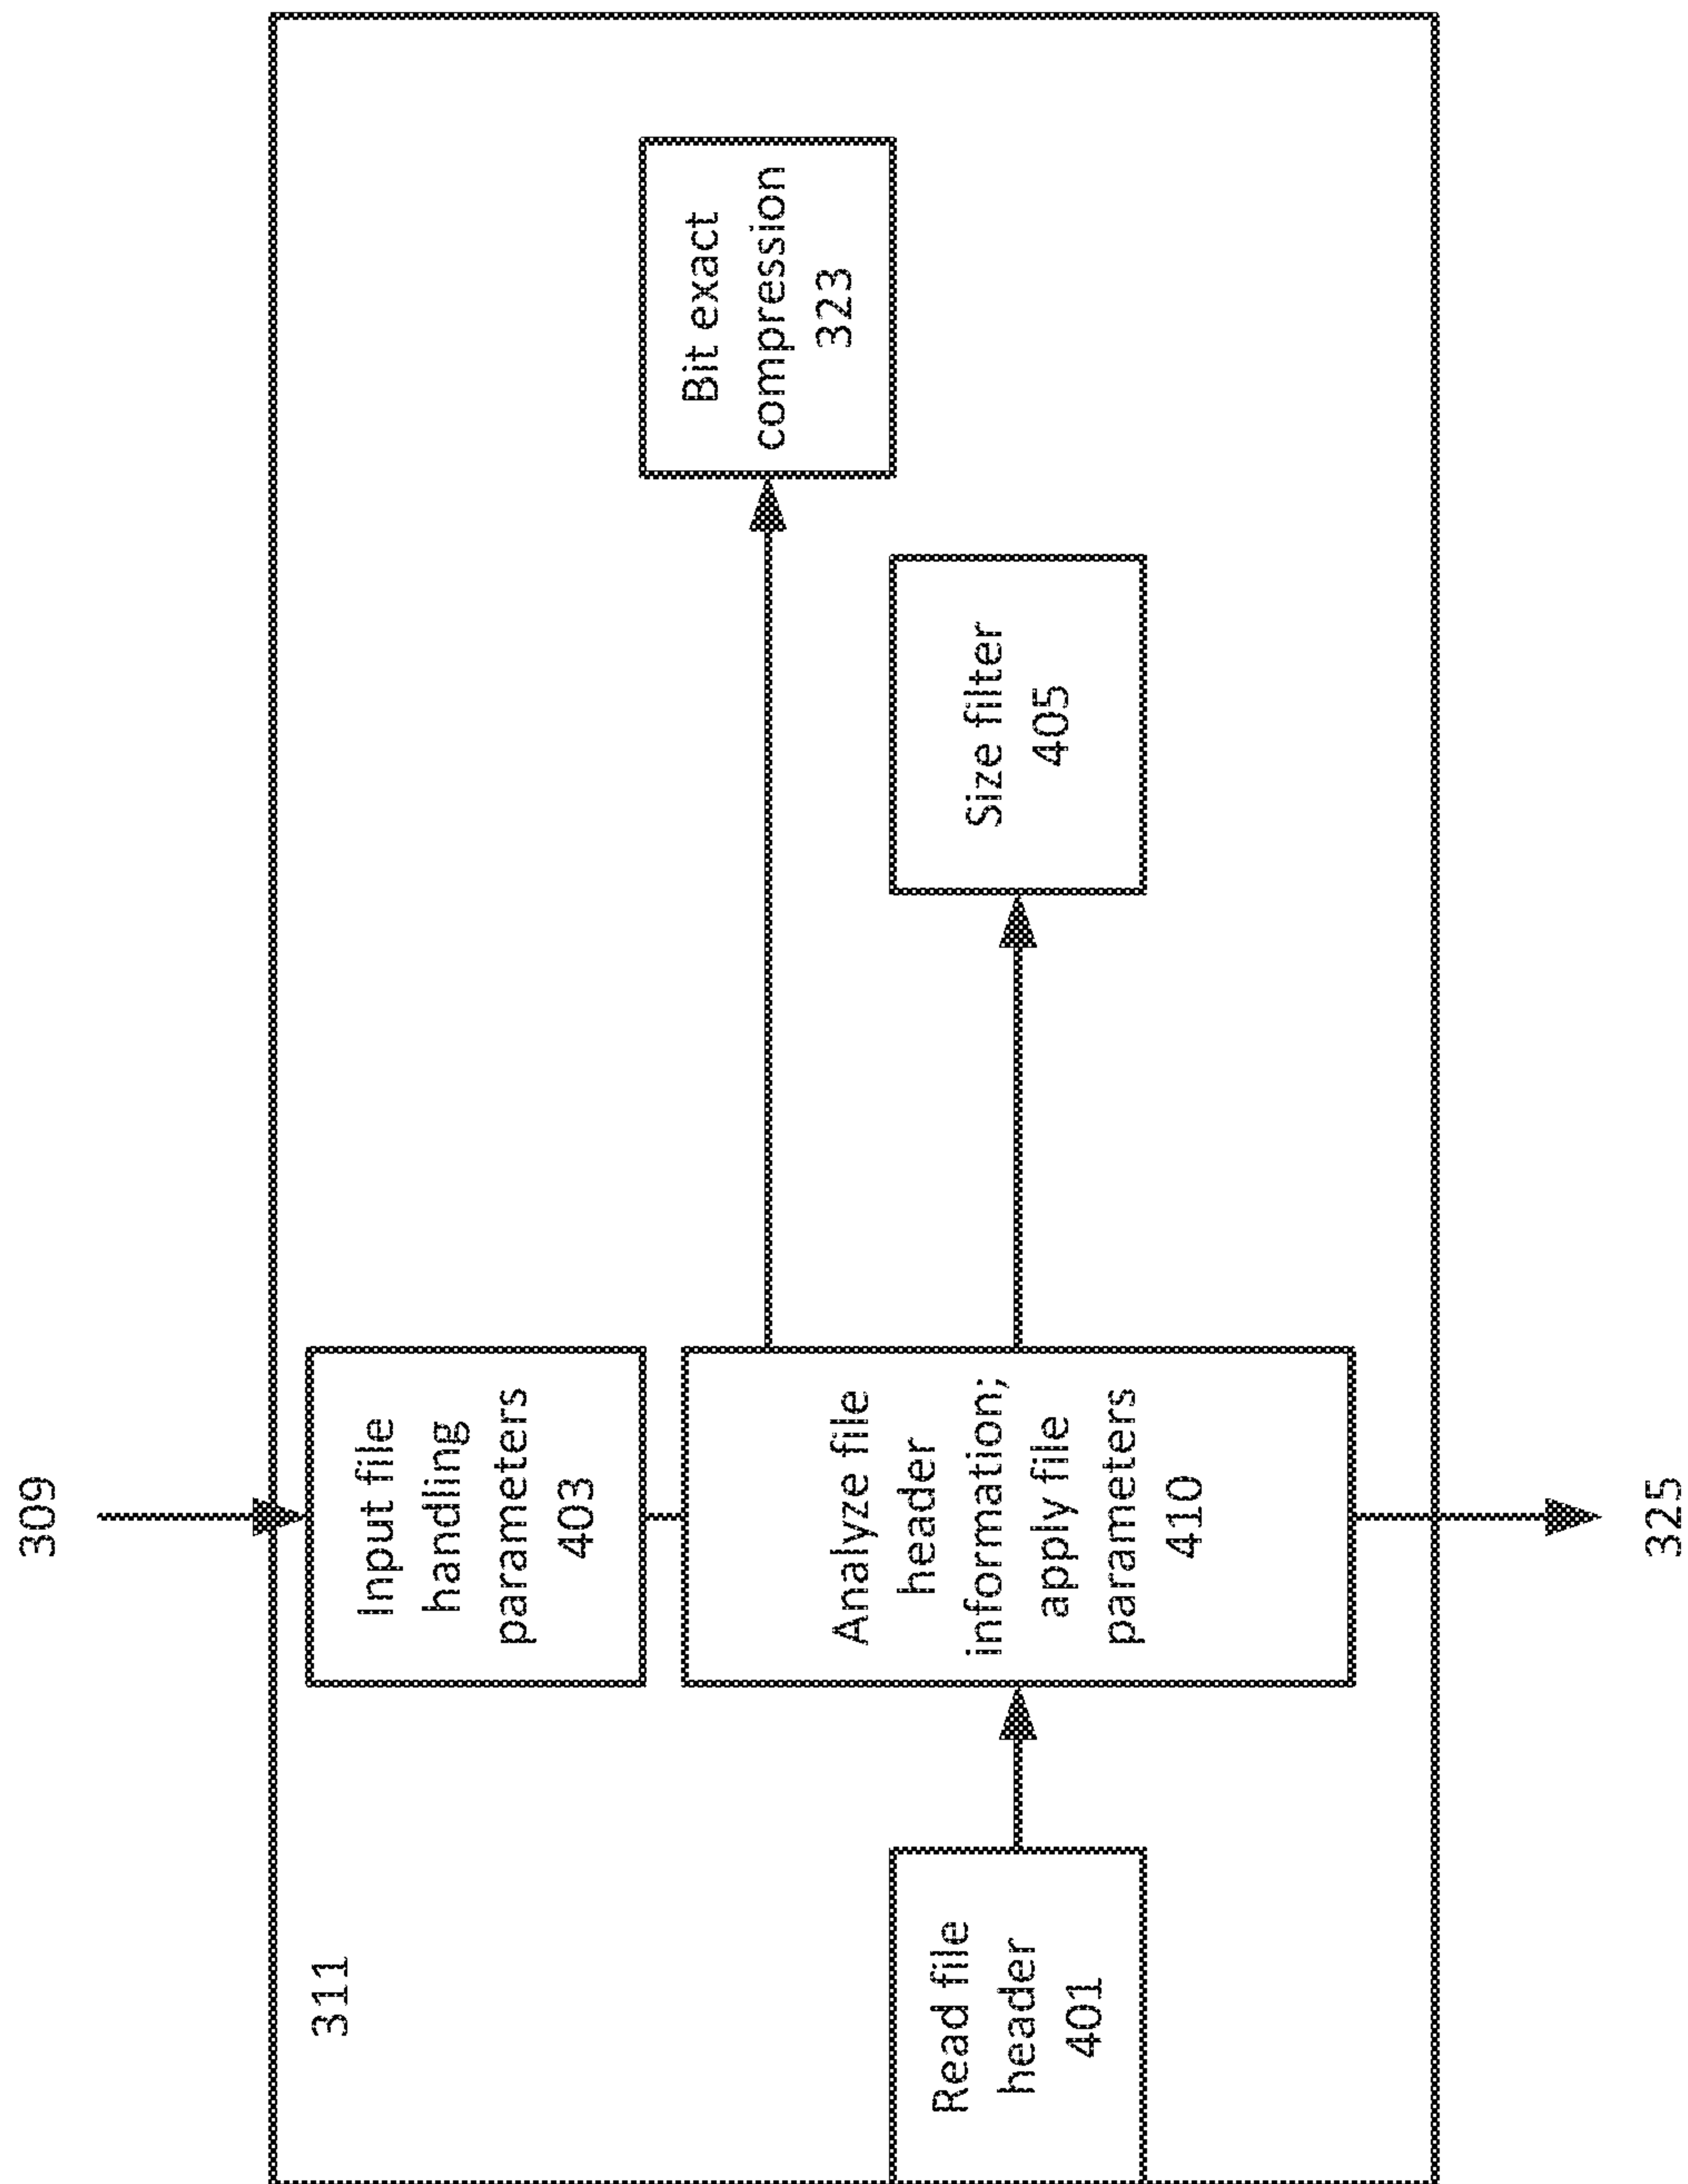 309
311
Input file
handling
parameters
403
Read file
header
401
Analyze file
header
information;
apply file
parameters
410
Size filter
405
Bit exact
compression
323
325